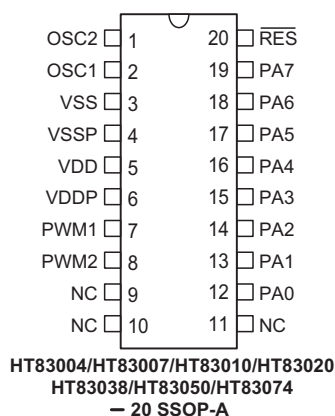 OSC2 1 20 RES
OSC1 2 19 PA7
VSS 3 18 PA6
VSSP 4 17 PA5
VDD 5 16 PA4
VDDP 6 15 PA3
PWM1 7 14 PA2
PWM2 8 13 PA1
NC 9 12 PA0
NC 10 11 NC
HT83004/HT83007/HT83010/HT83020
HT83038/HT83050/HT83074
– 20 SSOP-A